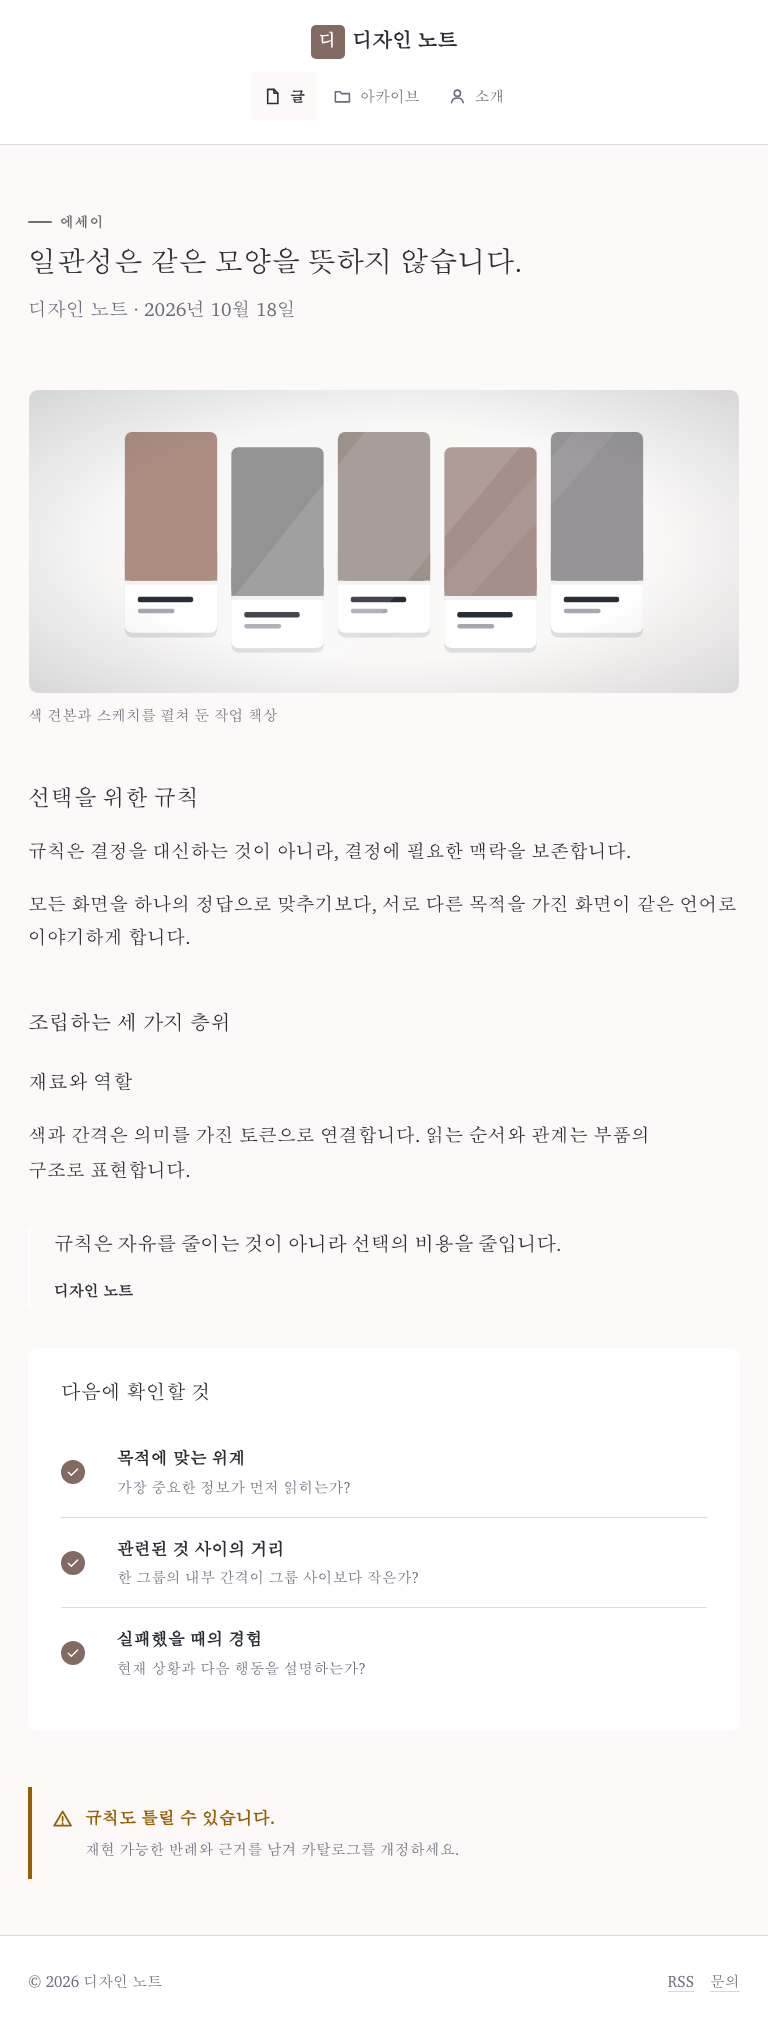 디 디자인 노트
글 아카이브 소개
에세이
일관성은 같은 모양을 뜻하지 않습니다.
디자인 노트 · 2026년 10월 18일
색 견본과 스케치를 펼쳐 둔 작업 책상
선택을 위한 규칙
규칙은 결정을 대신하는 것이 아니라, 결정에 필요한 맥락을 보존합니다.
모든 화면을 하나의 정답으로 맞추기보다, 서로 다른 목적을 가진 화면이 같은 언어로
이야기하게 합니다.
조립하는 세 가지 층위
재료와 역할
색과 간격은 의미를 가진 토큰으로 연결합니다. 읽는 순서와 관계는 부품의
구조로 표현합니다.
규칙은 자유를 줄이는 것이 아니라 선택의 비용을 줄입니다.
디자인 노트
다음에 확인할 것
목적에 맞는 위계
가장 중요한 정보가 먼저 읽히는가?
관련된 것 사이의 거리
한 그룹의 내부 간격이 그룹 사이보다 작은가?
실패했을 때의 경험
현재 상황과 다음 행동을 설명하는가?
규칙도 틀릴 수 있습니다.
재현 가능한 반례와 근거를 남겨 카탈로그를 개정하세요.
© 2026 디자인 노트 RSS 문의